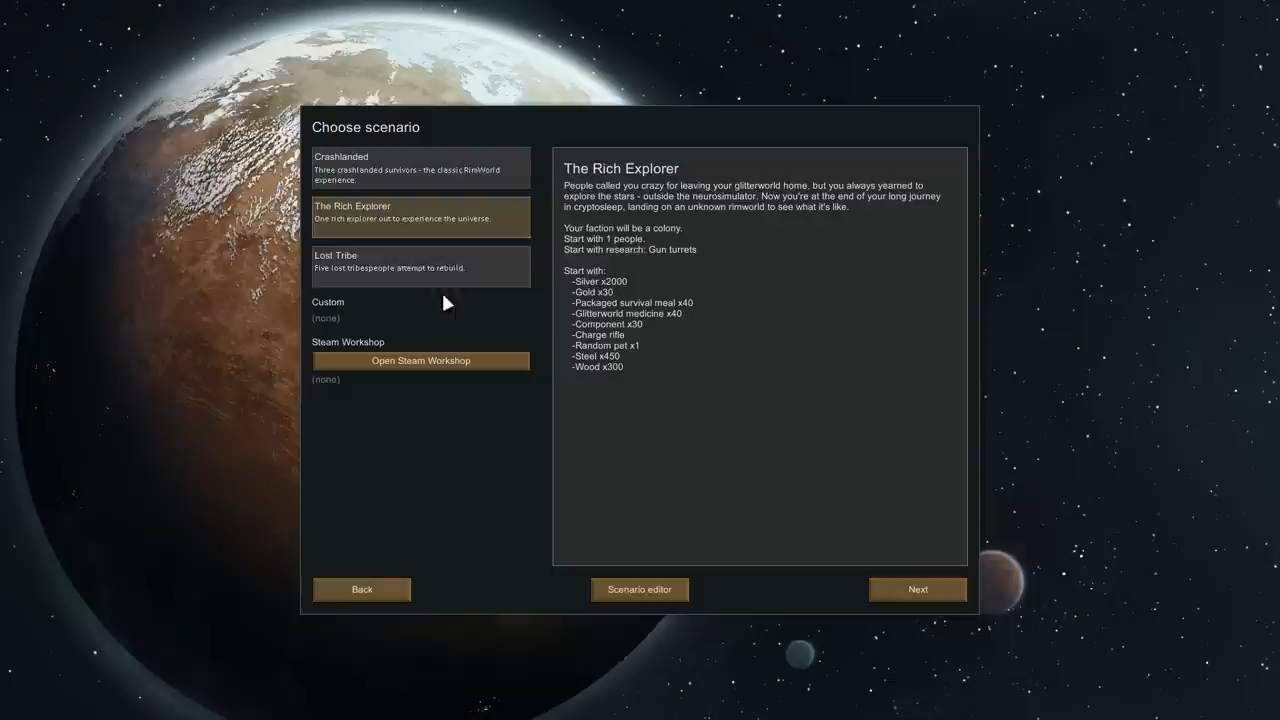 Choose scenario
Crashlanded
Three crashlanded survivors - the classic RimWorld
experience.
The Rich Explorer
One rich explorer out to experience the universe.
Lost Tribe
Five lost tribespeople attempt to rebuild.
Custom
(none)
Steam Workshop
Open Steam Workshop
(none)
The Rich Explorer
People called you crazy for leaving your glitterworld home, but you always yearned to
explore the stars - outside the neurosimulator. Now you're at the end of your long journey
in cryptosleep, landing on an unknown rimworld to see what it's like.
Your faction will be a colony.
Start with 1 people.
Start with research: Gun turrets
Start with:
-Silver x2000
-Gold x30
-Packaged survival meal x40
-Glitterworld medicine x40
-Component x30
-Charge rifle
-Random pet x1
-Steel x450
-Wood x300
Back
Scenario editor
Next